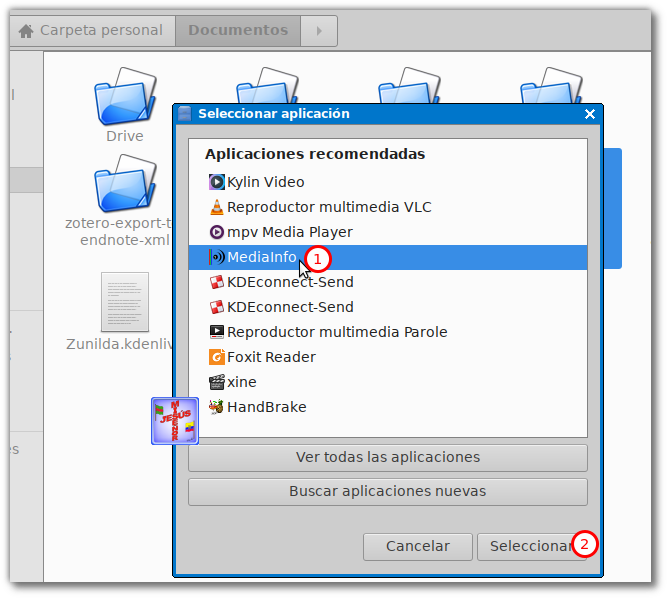 Carpeta personal
Documentos
Drive
Seleccionar aplicación
Aplicaciones recomendadas
Kylin Video
Reproductor multimedia VLC
mpv Media Player
MediaInfo
1
KDEconnect-Send
KDEconnect-Send
Reproductor multimedia Parole
Foxit Reader
xine
HandBrake
zotero-export-t
endnote-xml
Zunilda.kdenliv
JESÚS
Ver todas las aplicaciones
Buscar aplicaciones nuevas
Cancelar
Seleccionar
2